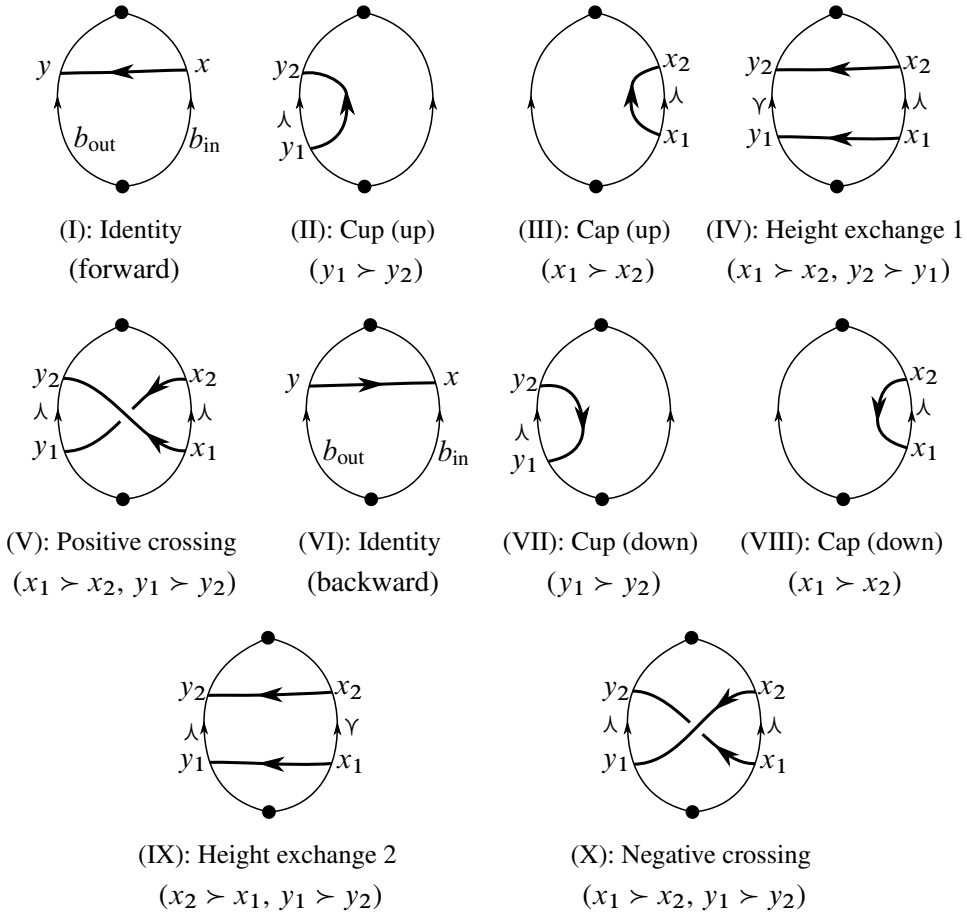 y x y₂ x₂ y₂ x₂
⋏ ⋏ ⋎ ⋏
b_out b_in y₁ x₁ y₁ x₁
(I): Identity (II): Cup (up) (III): Cap (up) (IV): Height exchange 1
(forward) (y₁ ≻ y₂) (x₁ ≻ x₂) (x₁ ≻ x₂, y₂ ≻ y₁)
y₂ x₂ y x y₂ x₂
⋏ ⋏ ⋏ ⋏
y₁ x₁ b_out b_in y₁ x₁
(V): Positive crossing (VI): Identity (VII): Cup (down) (VIII): Cap (down)
(x₁ ≻ x₂, y₁ ≻ y₂) (backward) (y₁ ≻ y₂) (x₁ ≻ x₂)
y₂ x₂ y₂ x₂
⋏ ⋎ ⋏ ⋏
y₁ x₁ y₁ x₁
(IX): Height exchange 2 (X): Negative crossing
(x₂ ≻ x₁, y₁ ≻ y₂) (x₁ ≻ x₂, y₁ ≻ y₂)